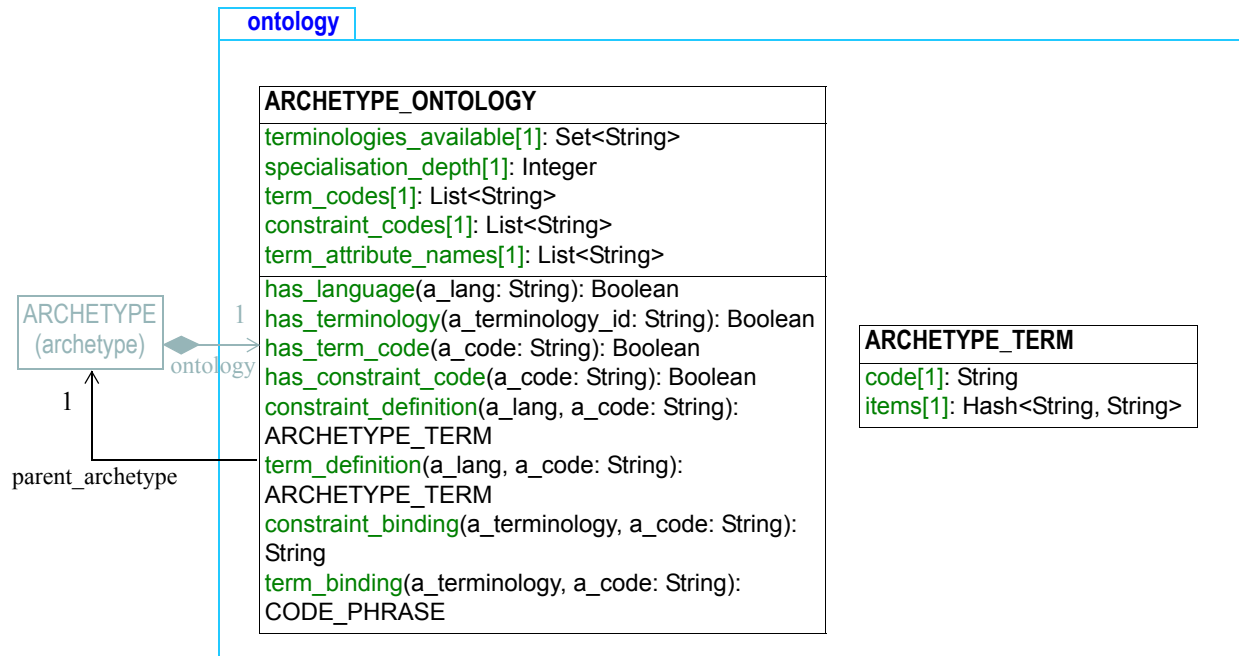 ontology
ARCHETYPE_ONTOLOGY
terminologies_available[1]: Set<String>
specialisation_depth[1]: Integer
term_codes[1]: List<String>
constraint_codes[1]: List<String>
term_attribute_names[1]: List<String>
has_language(a_lang: String): Boolean
has_terminology(a_terminology_id: String): Boolean
has_term_code(a_code: String): Boolean
has_constraint_code(a_code: String): Boolean
constraint_definition(a_lang, a_code: String):
ARCHETYPE_TERM
term_definition(a_lang, a_code: String):
ARCHETYPE_TERM
constraint_binding(a_terminology, a_code: String):
String
term_binding(a_terminology, a_code: String):
CODE_PHRASE
ARCHETYPE
(archetype)
1
ontology
1
parent_archetype
ARCHETYPE_TERM
code[1]: String
items[1]: Hash<String, String>